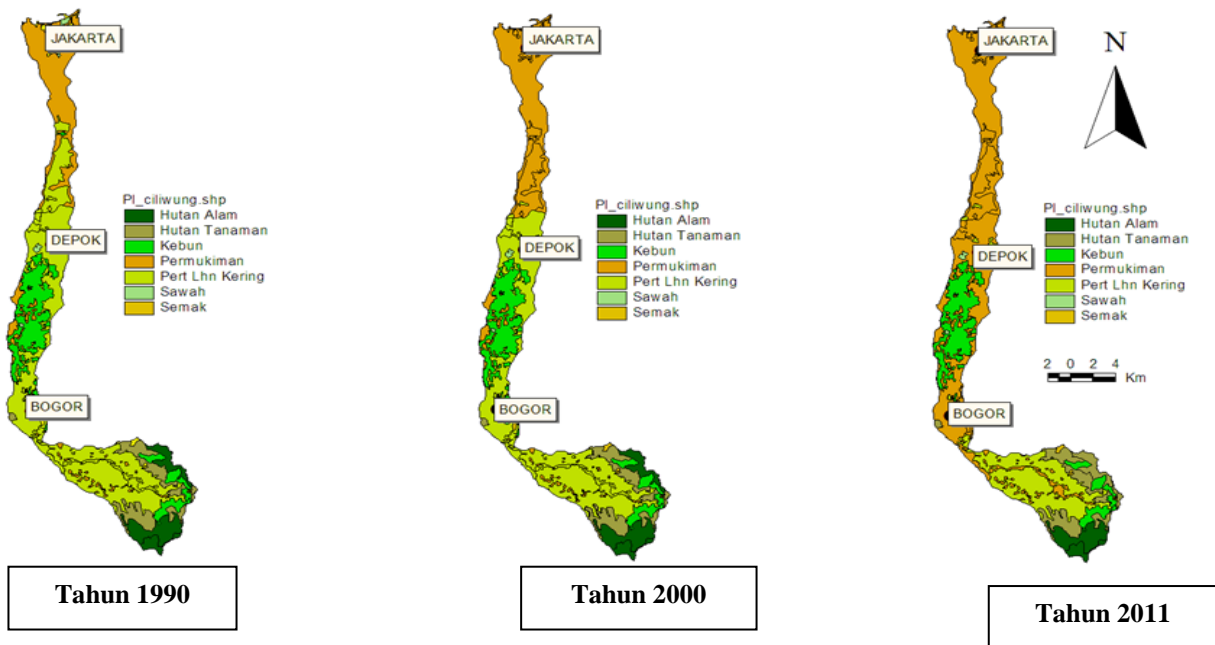 JAKARTA
DEPOK
BOGOR
Pl_ciliwung.shp
Hutan Alam
Hutan Tanaman
Kebun
Permukiman
Pert Lhn Kering
Sawah
Semak
Tahun 1990
JAKARTA
DEPOK
BOGOR
Pl_ciliwung.shp
Hutan Alam
Hutan Tanaman
Kebun
Permukiman
Pert Lhn Kering
Sawah
Semak
Tahun 2000
JAKARTA
N
DEPOK
BOGOR
Pl_ciliwung.shp
Hutan Alam
Hutan Tanaman
Kebun
Permukiman
Pert Lhn Kering
Sawah
Semak
2 0 2 4
Km
Tahun 2011